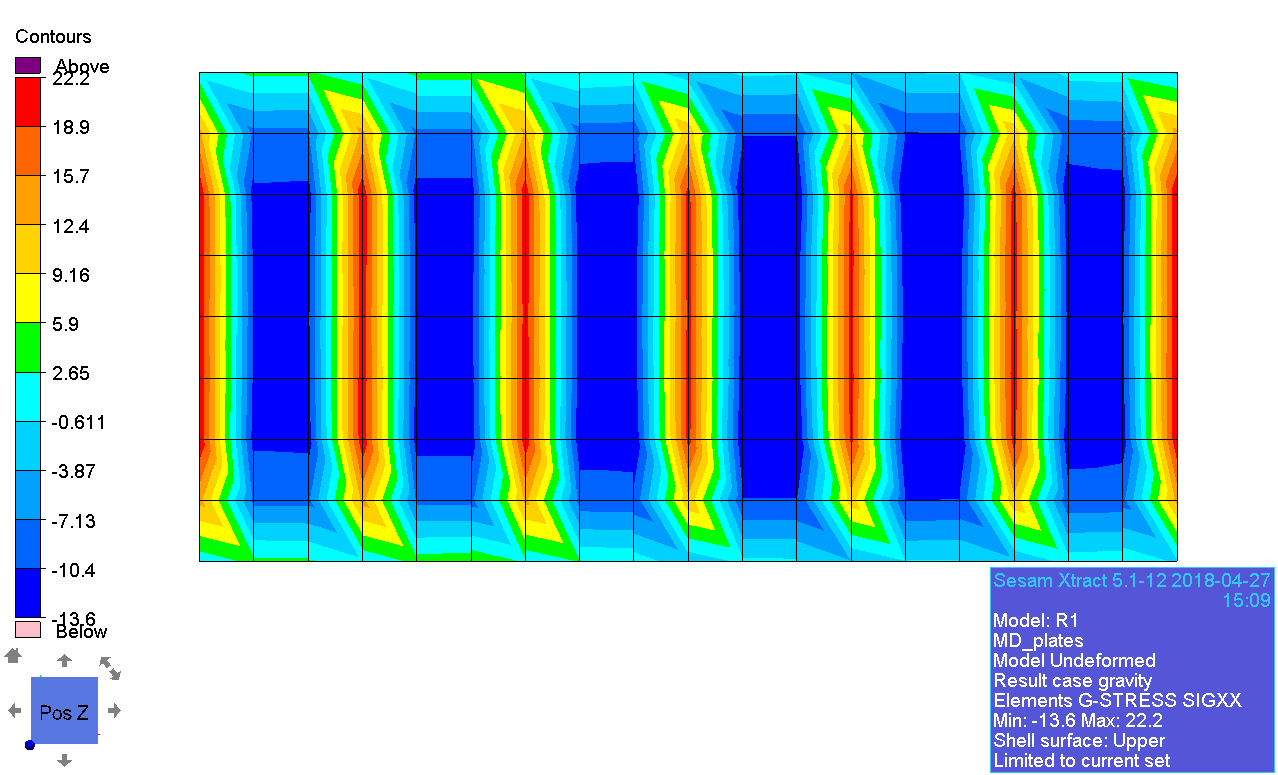 Contours
Above
22.2
18.9
15.7
12.4
9.16
5.9
2.65
-0.611
-3.87
-7.13
-10.4
-13.6
Below
Pos Z
Sesam Xtract 5.1-12 2018-04-27
15:09
Model: R1
MD_plates
Model Undeformed
Result case gravity
Elements G-STRESS SIGXX
Min: -13.6 Max: 22.2
Shell surface: Upper
Limited to current set